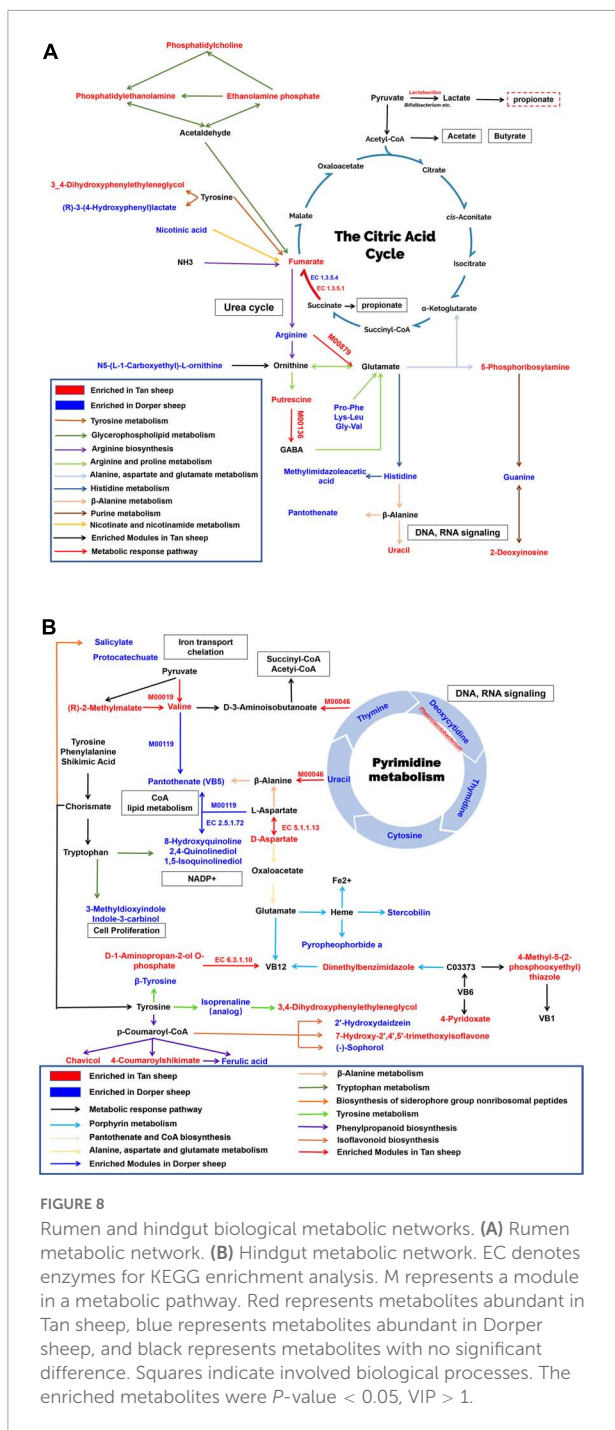 A
Phosphatidylcholine
Phosphatidylethanolamine
Ethanolamine phosphate
Acetaldehyde
Pyruvate
Lactobacillus
Bifidobacterium etc.
Lactate
propionate
Acetyl-CoA
Acetate
Butyrate
Oxaloacetate
Citrate
3_4-Dihydroxyphenylethyleneglycol
Tyrosine
(R)-3-(4-Hydroxyphenyl)lactate
Malate
cis-Aconitate
Nicotinic acid
The Citric Acid
Cycle
NH3
Fumarate
EC 1.3.5.4
EC 1.3.5.1
Isocitrate
Urea cycle
Succinate
propionate
α-Ketoglutarate
Succinyl-CoA
Arginine
M00879
N5-(L-1-Carboxyethyl)-L-ornithine
Ornithine
Glutamate
5-Phosphoribosylamine
Enriched in Tan sheep
Enriched in Dorper sheep
Tyrosine metabolism
Glycerophospholipid metabolism
Arginine biosynthesis
Arginine and proline metabolism
Alanine, aspartate and glutamate metabolism
Histidine metabolism
β-Alanine metabolism
Purine metabolism
Nicotinate and nicotinamide metabolism
Enriched Modules in Tan sheep
Metabolic response pathway
Putrescine
M00136
GABA
Pro-Phe
Lys-Leu
Gly-Val
Methylimidazoleacetic
acid
Histidine
Guanine
Pantothenate
β-Alanine
DNA, RNA signaling
Uracil
2-Deoxyinosine
B
Salicylate
Protocatechuate
Iron transport
chelation
Pyruvate
Succinyl-CoA
Acetyi-CoA
DNA, RNA signaling
M00019
(R)-2-Methylmalate
Valine
D-3-Aminoisobutanoate
M00046
Thymine
Deoxycytidine
Phascolarctobacterium
Tyrosine
Phenylalanine
Shikimic Acid
M00119
Pyrimidine
metabolism
Pantothenate (VB5)
β-Alanine
M00046
Uracil
Thymidine
Chorismate
CoA
lipid metabolism
M00119
L-Aspartate
EC 2.5.1.72
EC 5.1.1.13
Cytosine
Tryptophan
8-Hydroxyquinoline
2,4-Quinolinediol
1,5-Isoquinolinediol
D-Aspartate
NADP+
Oxaloacetate
Fe2+
3-Methyldioxyindole
Indole-3-carbinol
Cell Proliferation
Glutamate
Heme
Stercobilin
Pyropheophorbide a
D-1-Aminopropan-2-ol O-
phosphate
EC 6.3.1.10
VB12
Dimethylbenzimidazole
C03373
4-Methyl-5-(2-
phosphooxyethyl)
thiazole
β-Tyrosine
VB6
Tyrosine
Isoprenaline
(analog)
3,4-Dihydroxyphenylethyleneglycol
4-Pyridoxate
VB1
p-Coumaroyl-CoA
2'-Hydroxydaidzein
7-Hydroxy-2',4',5'-trimethoxyisoflavone
(-)-Sophorol
Chavicol
4-Coumaroylshikimate
Ferulic acid
Enriched in Tan sheep
Enriched in Dorper sheep
Metabolic response pathway
Porphyrin metabolism
Pantothenate and CoA biosynthesis
Alanine, aspartate and glutamate metabolism
Enriched Modules in Dorper sheep
β-Alanine metabolism
Tryptophan metabolism
Biosynthesis of siderophore group nonribosomal peptides
Tyrosine metabolism
Phenylpropanoid biosynthesis
Isoflavonoid biosynthesis
Enriched Modules in Tan sheep
FIGURE 8
Rumen and hindgut biological metabolic networks. (A) Rumen
metabolic network. (B) Hindgut metabolic network. EC denotes
enzymes for KEGG enrichment analysis. M represents a module
in a metabolic pathway. Red represents metabolites abundant in
Tan sheep, blue represents metabolites abundant in Dorper
sheep, and black represents metabolites with no significant
difference. Squares indicate involved biological processes. The
enriched metabolites were P-value < 0.05, VIP > 1.